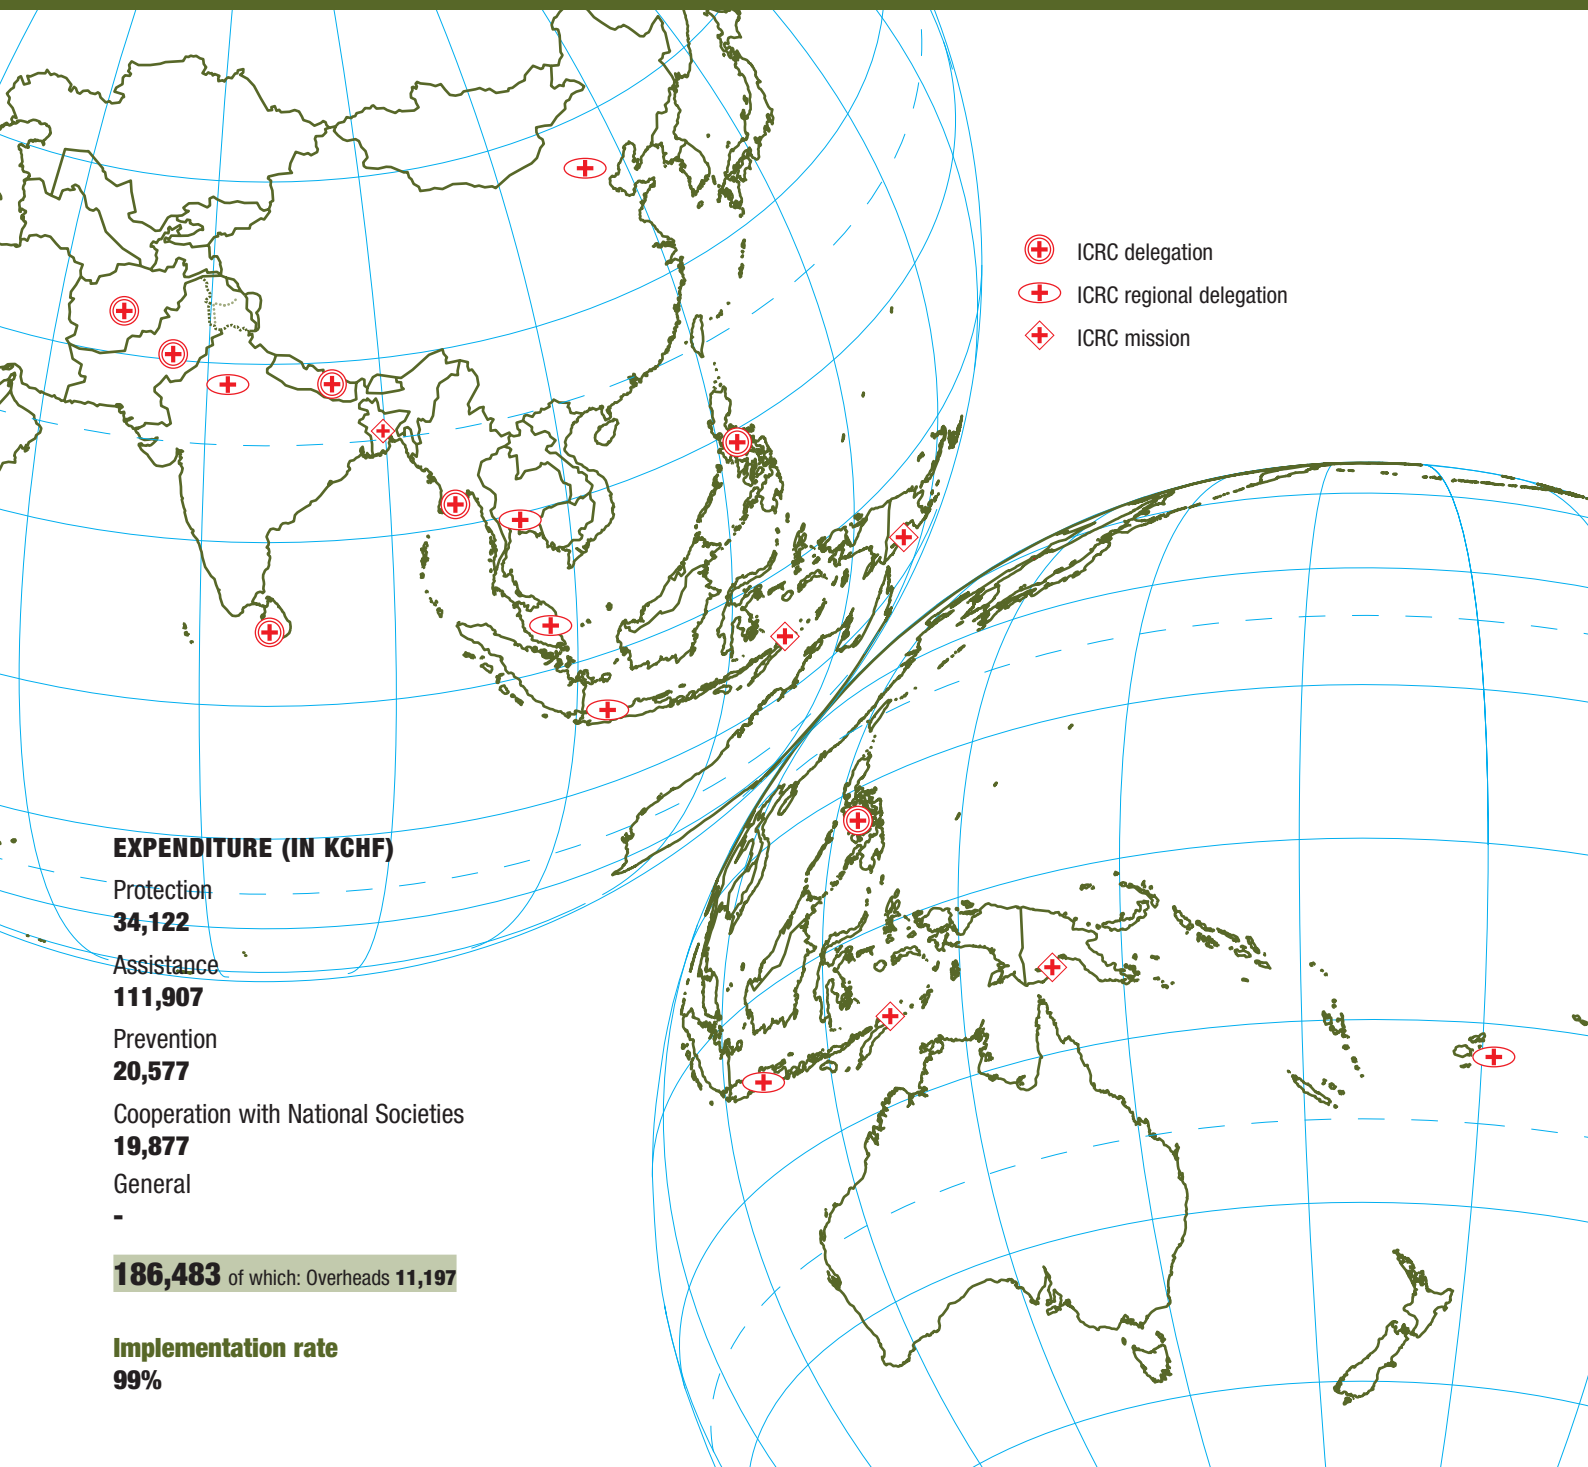 ICRC delegation
ICRC regional delegation
ICRC mission
EXPENDITURE (IN KCHF)
Protection
34,122
Assistance
111,907
Prevention
20,577
Cooperation with National Societies
19,877
General
-
186,483 of which: Overheads 11,197
Implementation rate
99%